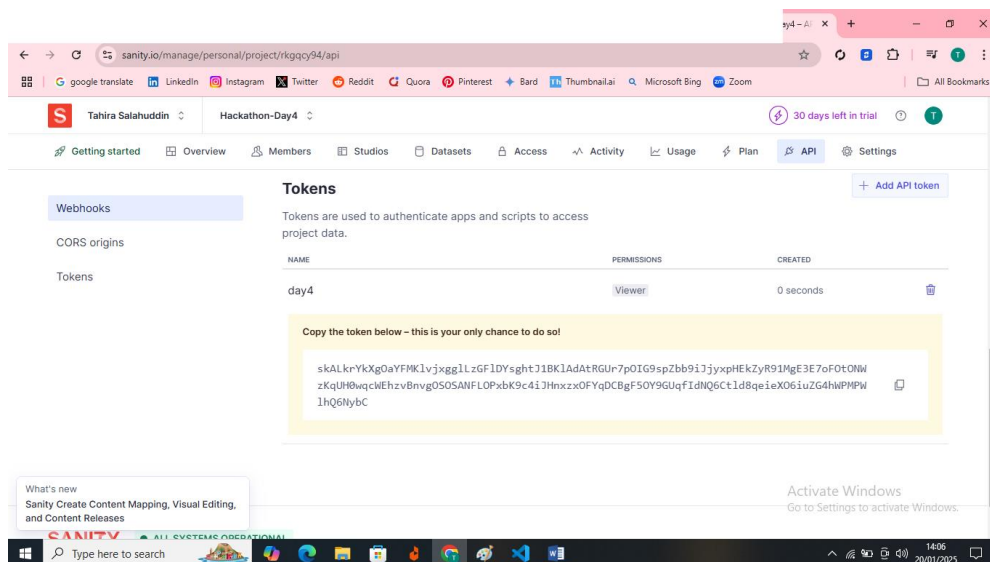 ay4 – AI
sanity.io/manage/personal/project/rkgqcy94/api
google translate LinkedIn Instagram Twitter Reddit Quora Pinterest Bard Thumbnail.ai Microsoft Bing Zoom All Bookmarks
Tahira Salahuddin Hackathon-Day4 30 days left in trial T
Getting started Overview Members Studios Datasets Access Activity Usage Plan API Settings
Tokens
+ Add API token
Webhooks
CORS origins
Tokens
Tokens are used to authenticate apps and scripts to access
project data.
NAME PERMISSIONS CREATED
day4 Viewer 0 seconds
Copy the token below – this is your only chance to do so!
skALkrYkXgOaYFMKlvjxgglLzGFlDYsghtJ1BKlAdAtRGUr7pOIG9spZbb9iJjyxpHEkZyR91MgE3E7oFOtONW
zKqUH0wqcWEhzvBnvgOSOSANFLOPxbK9c4iJHnxzxOFYqDCBgF5OY9GUqfIdNQ6Ctld8qeieXO6iuZG4hWPMPW
lhQ6NybC
What's new
Sanity Create Content Mapping, Visual Editing,
and Content Releases
Activate Windows
Go to Settings to activate Windows.
SANITY ALL SYSTEMS OPERATIONAL
Type here to search
14:06
20/01/2025